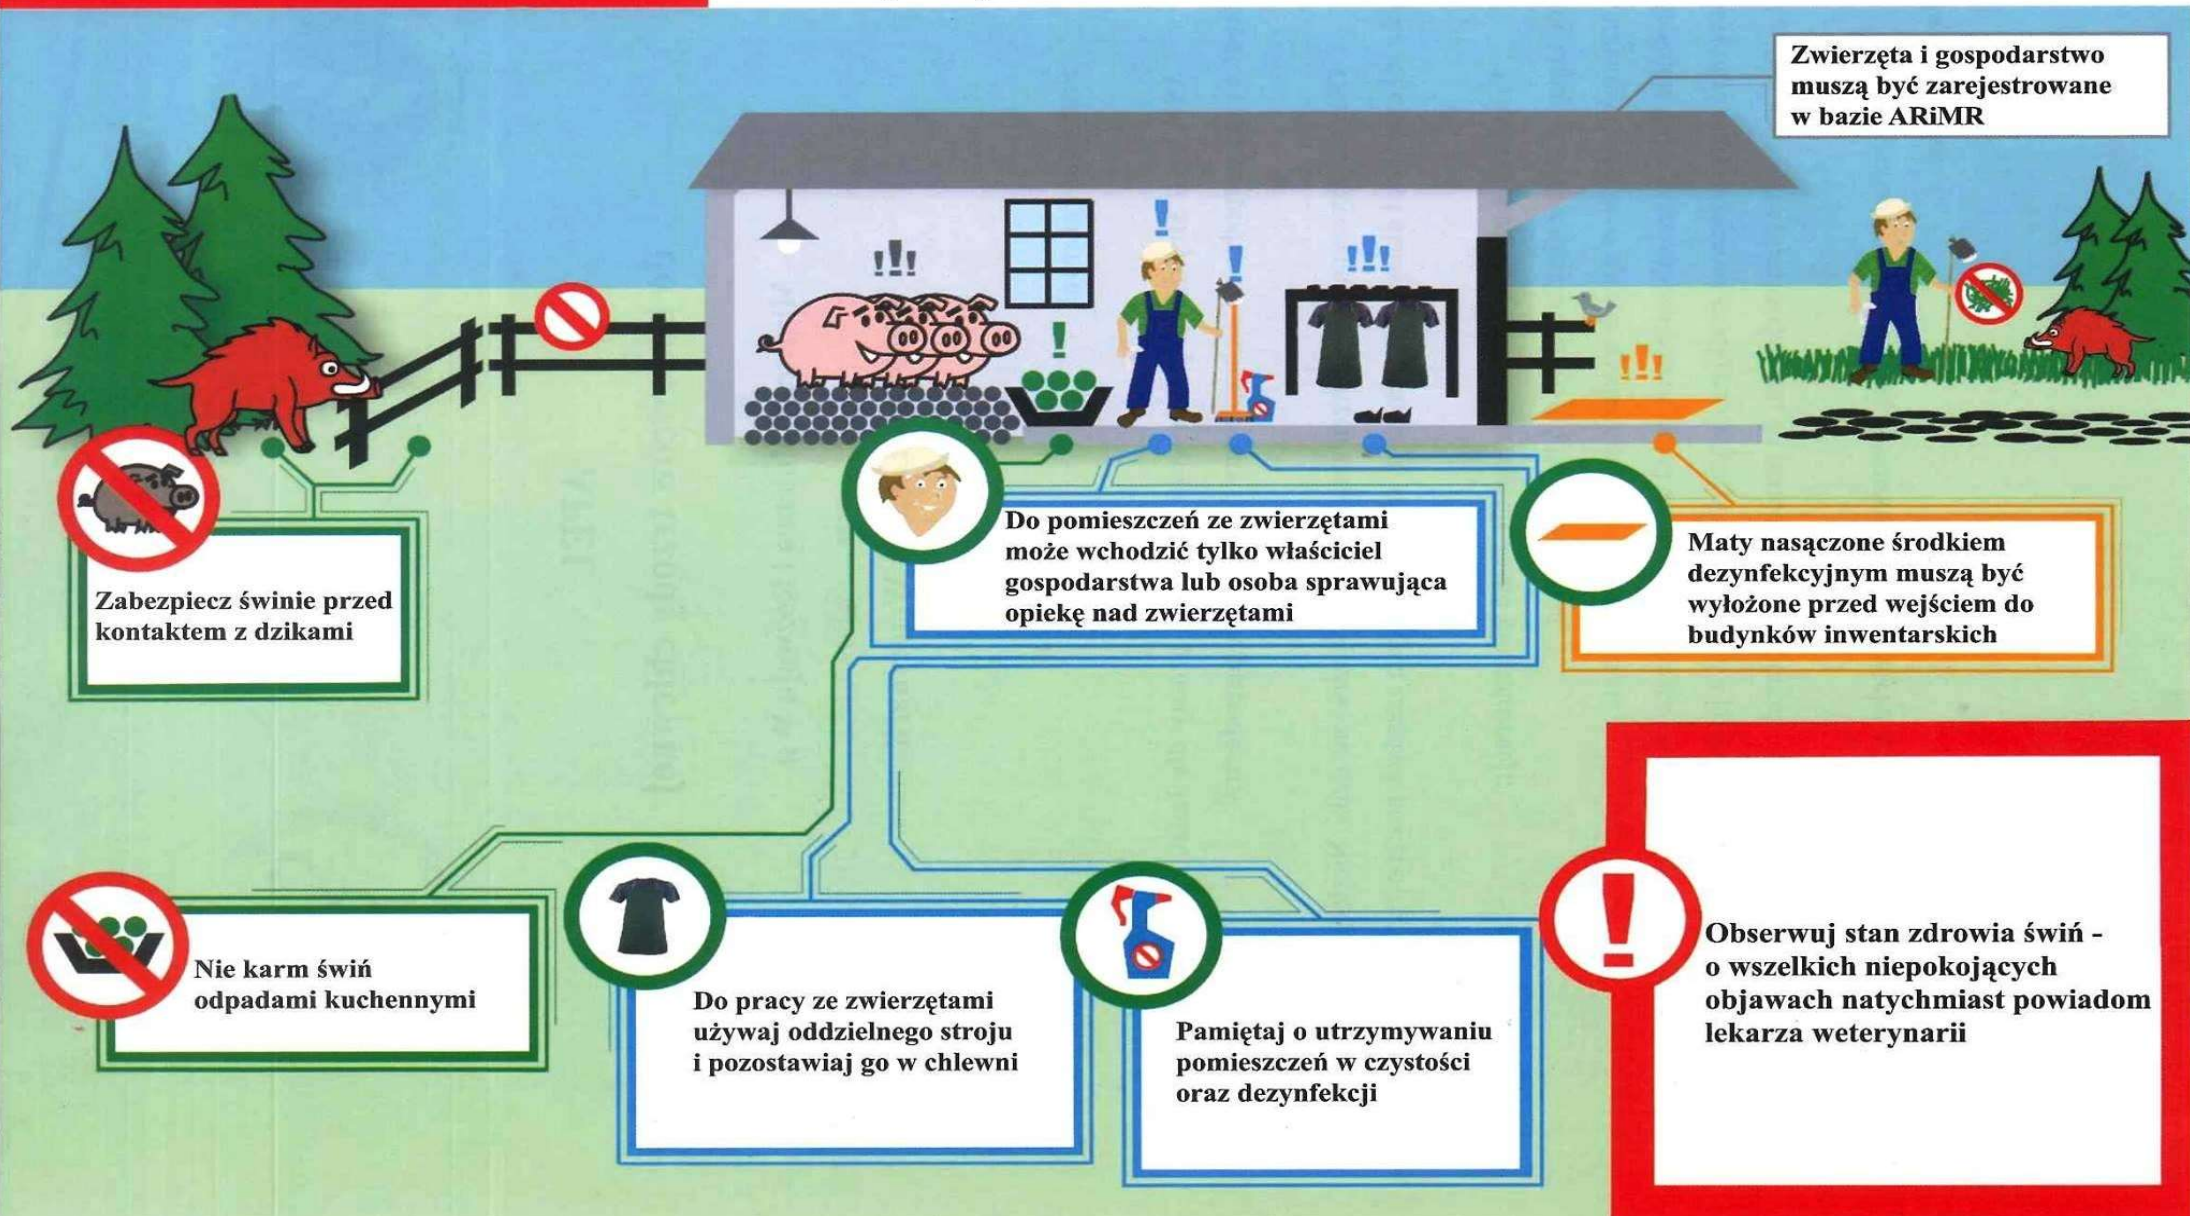 Zwierzęta i gospodarstwo
muszą być zarejestrowane
w bazie ARiMR
Zabezpiecz świnie przed
kontaktem z dzikami
Do pomieszczeń ze zwierzętami
może wchodzić tylko właściciel
gospodarstwa lub osoba sprawująca
opiekę nad zwierzętami
Maty nasączone środkiem
dezynfekcyjnym muszą być
wyłożone przed wejściem do
budynków inwentarskich
Nie karm świń
odpadami kuchennymi
Do pracy ze zwierzętami
używaj oddzielnego stroju
i pozostawiaj go w chlewni
Pamiętaj o utrzymywaniu
pomieszczeń w czystości
oraz dezynfekcji
Obserwuj stan zdrowia świń -
o wszelkich niepokojących
objawach natychmiast powiadom
lekarza weterynarii